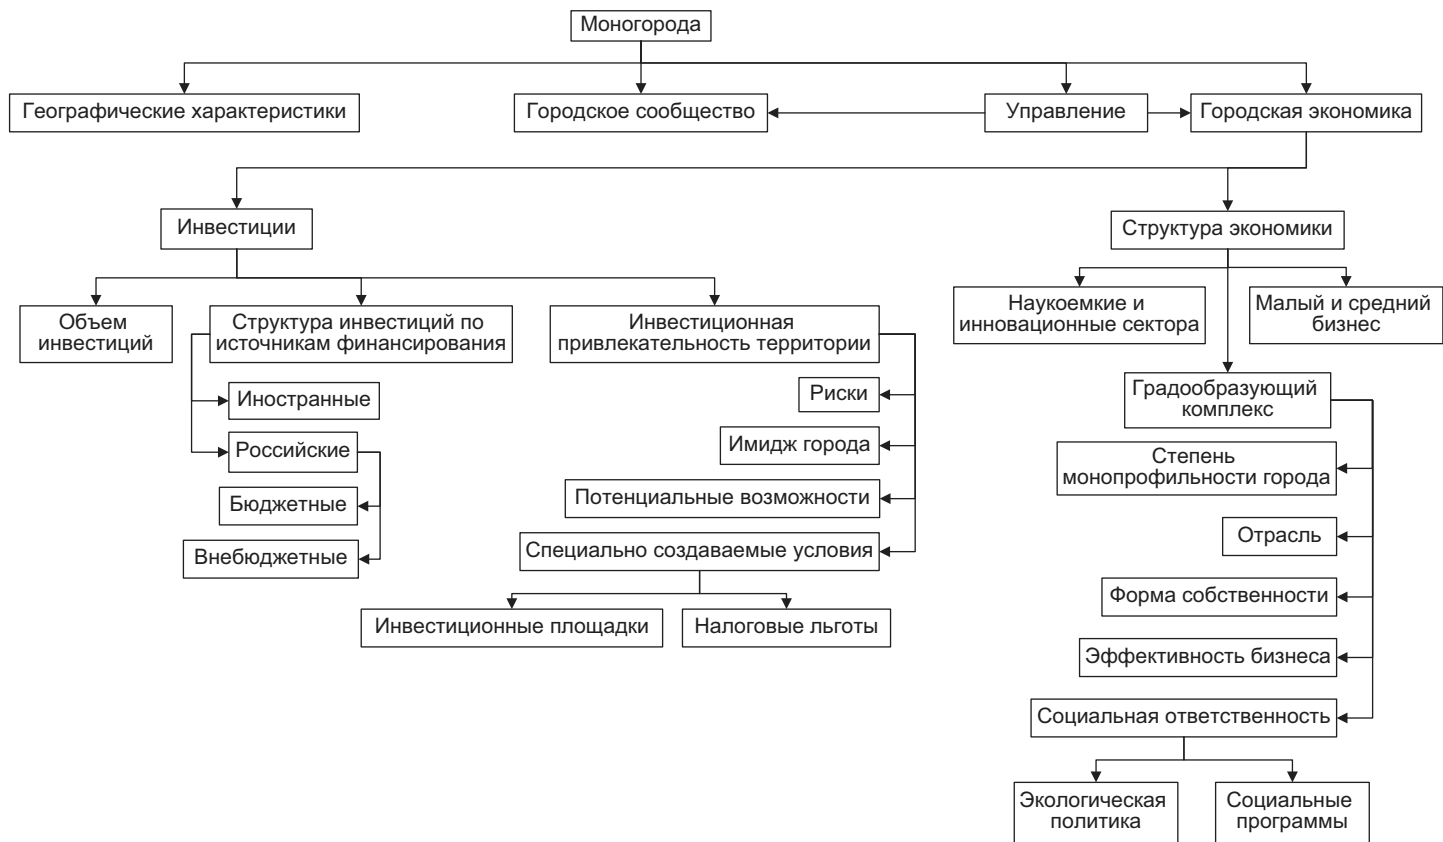 Моногорода
Географические характеристики
Городское сообщество
Управление
Городская экономика
Инвестиции
Структура экономики
Объем
инвестиций
Структура инвестиций по
источникам финансирования
Инвестиционная
привлекательность территории
Наукоемкие и
инновационные сектора
Малый и средний
бизнес
Иностранные
Российские
Бюджетные
Внебюджетные
Риски
Имидж города
Потенциальные возможности
Специально создаваемые условия
Инвестиционные площадки
Налоговые льготы
Градообразующий
комплекс
Степень
монопрофильности города
Отрасль
Форма собственности
Эффективность бизнеса
Социальная ответственность
Экологическая
политика
Социальные
программы